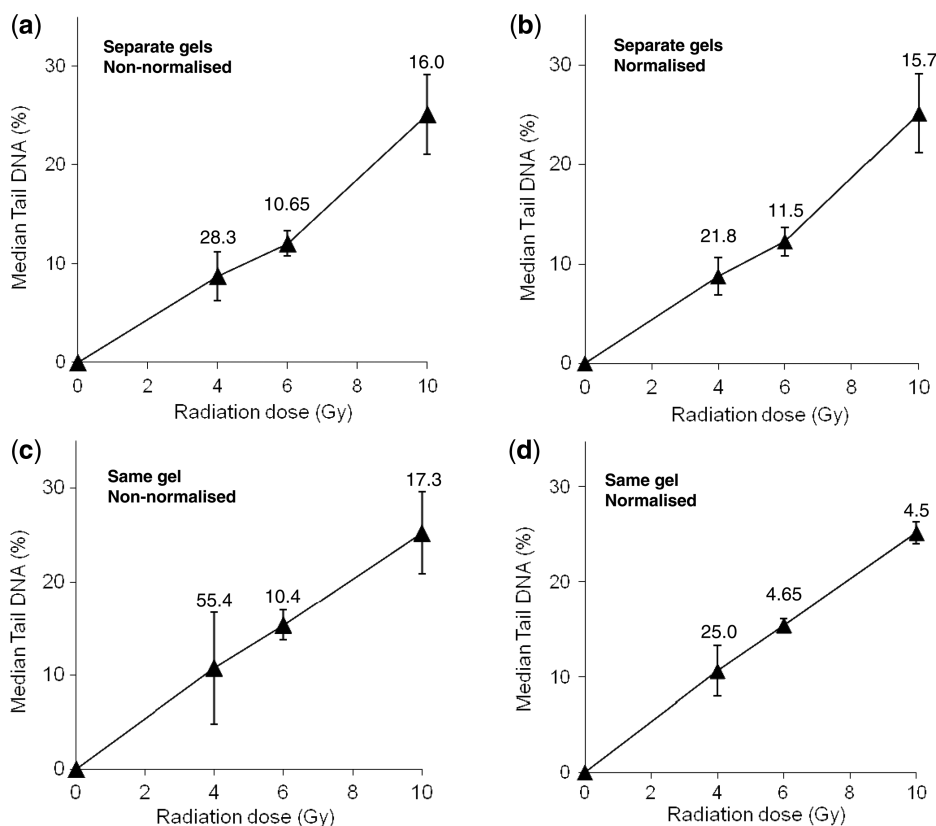 (a)
Separate gels
Non-normalised
Median Tail DNA (%)
30
20
10
0
28.3
10.65
16.0
0 2 4 6 8 10
Radiation dose (Gy)
(b)
Separate gels
Normalised
Median Tail DNA (%)
30
20
10
0
21.8
11.5
15.7
0 2 4 6 8 10
Radiation dose (Gy)
(c)
Same gel
Non-normalised
Median Tail DNA (%)
30
20
10
0
55.4
10.4
17.3
0 2 4 6 8 10
Radiation dose (Gy)
(d)
Same gel
Normalised
Median Tail DNA (%)
30
20
10
0
25.0
4.65
4.5
0 2 4 6 8 10
Radiation dose (Gy)